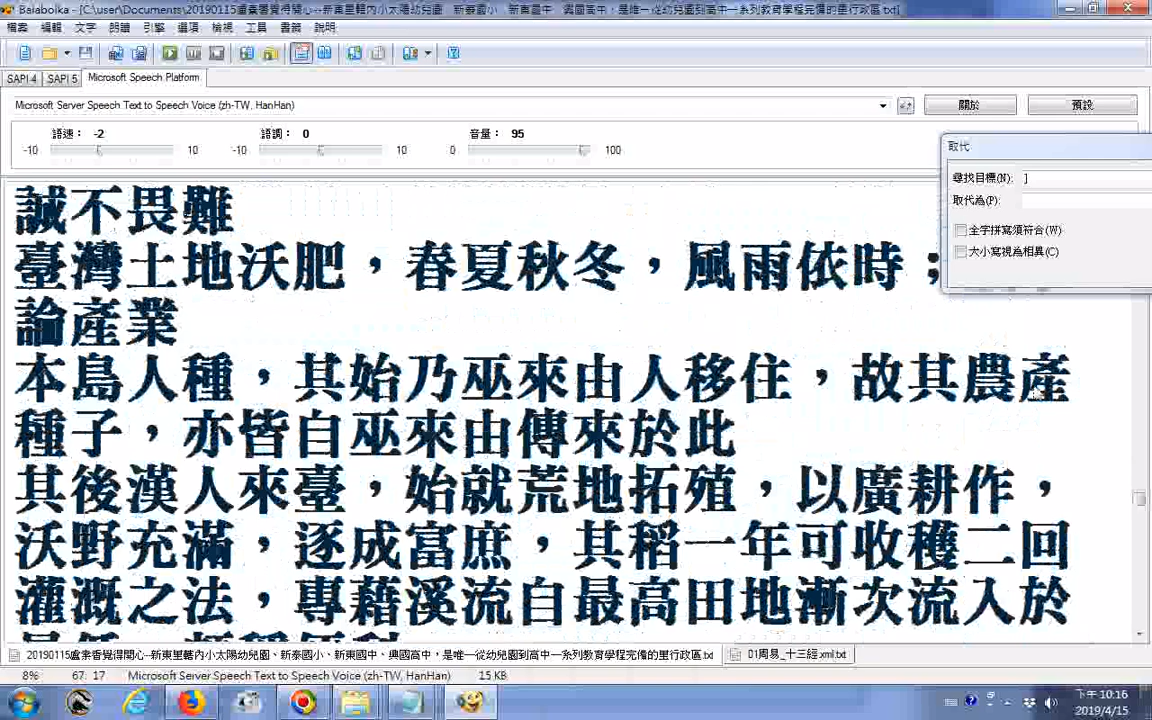 Balabolka - [C:\user\Documents\20190115盧柰香覺得開心--新東里轄內小太陽幼兒園、新泰國小、新東國中、興國高中，是唯一從幼兒園到高中一系列教育學程完備的里行政區.txt]
檔案 編輯 文字 朗讀 引擎 選項 檢視 工具 書籤 說明
SAPI 4 SAPI 5 Microsoft Speech Platform
Microsoft Server Speech Text to Speech Voice (zh-TW, HanHan) 關於 預設
語速： -2 語調： 0 音量： 95
-10 10 -10 10 0 100
取代
尋找目標(N): ]
取代為(P):
全字拼寫須符合(W)
大小寫視為相異(C)
誠不畏難
臺灣土地沃肥，春夏秋冬，風雨依時；
論產業
本島人種，其始乃巫來由人移住，故其農產
種子，亦皆自巫來由傳來於此
其後漢人來臺，始就荒地拓殖，以廣耕作，
沃野充滿，逐成富庶，其稻一年可收穫二回
灌溉之法，專藉溪流自最高田地漸次流入於
20190115盧柰香覺得開心--新東里轄內小太陽幼兒園、新泰國小、新東國中、興國高中，是唯一從幼兒園到高中一系列教育學程完備的里行政區.txt 01周易_十三經.xml.txt
8% 67: 17 Microsoft Server Speech Text to Speech Voice (zh-TW, HanHan) 15 KB
下午 10:16
2019/4/15